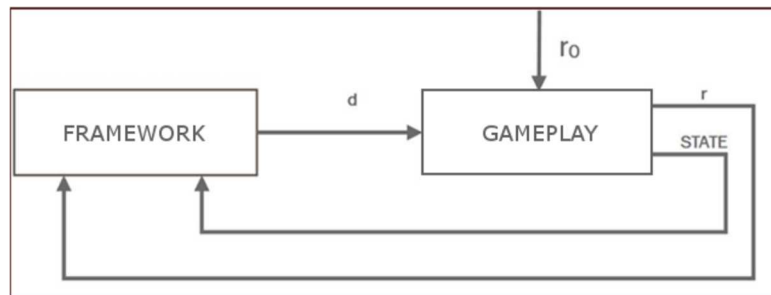 r₀
d
r
FRAMEWORK
GAMEPLAY
STATE